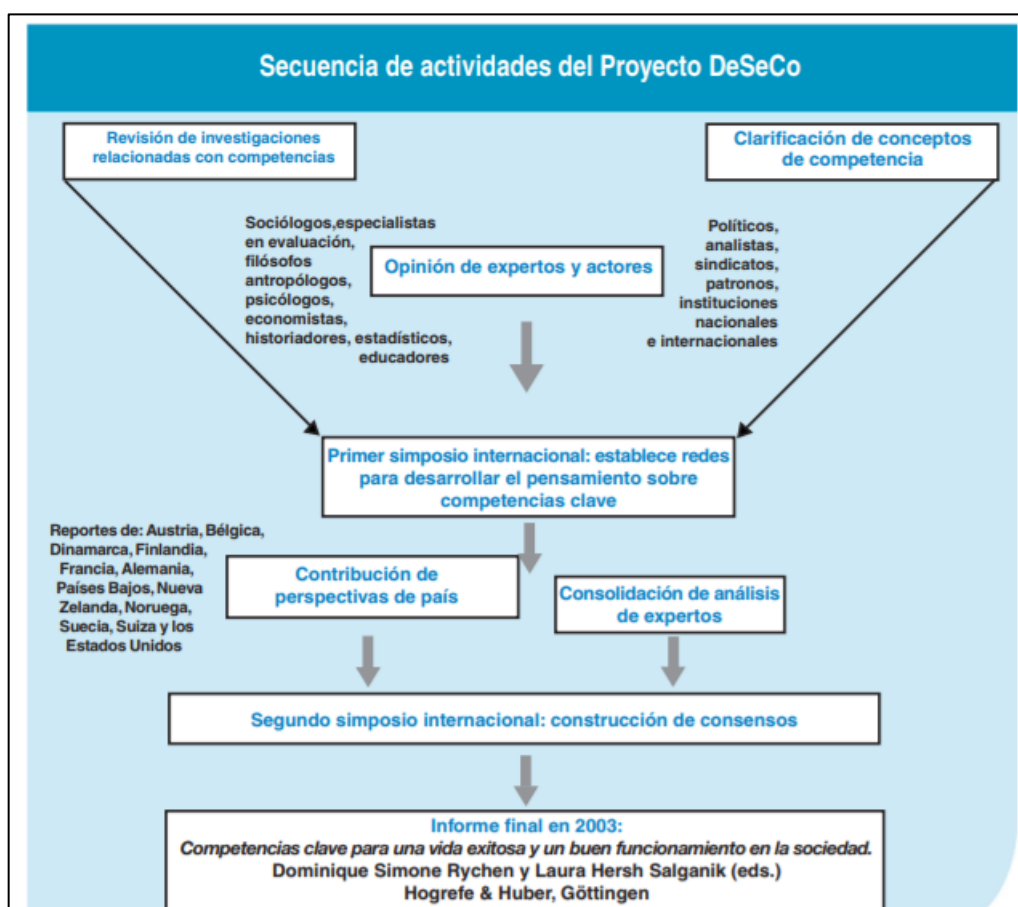 Secuencia de actividades del Proyecto DeSeCo
Revisión de investigaciones
relacionadas con competencias
Clarificación de conceptos
de competencia
Sociólogos,especialistas
en evaluación,
filósofos
antropólogos,
psicólogos,
economistas,
historiadores, estadísticos,
educadores
Opinión de expertos y actores
Políticos,
analistas,
sindicatos,
patronos,
instituciones
nacionales
e internacionales
Primer simposio internacional: establece redes
para desarrollar el pensamiento sobre
competencias clave
Reportes de: Austria, Bélgica,
Dinamarca, Finlandia,
Francia, Alemania,
Países Bajos, Nueva
Zelanda, Noruega,
Suecia, Suiza y los
Estados Unidos
Contribución de
perspectivas de país
Consolidación de análisis
de expertos
Segundo simposio internacional: construcción de consensos
Informe final en 2003:
Competencias clave para una vida exitosa y un buen funcionamiento en la sociedad.
Dominique Simone Rychen y Laura Hersh Salganik (eds.)
Hogrefe & Huber, Göttingen